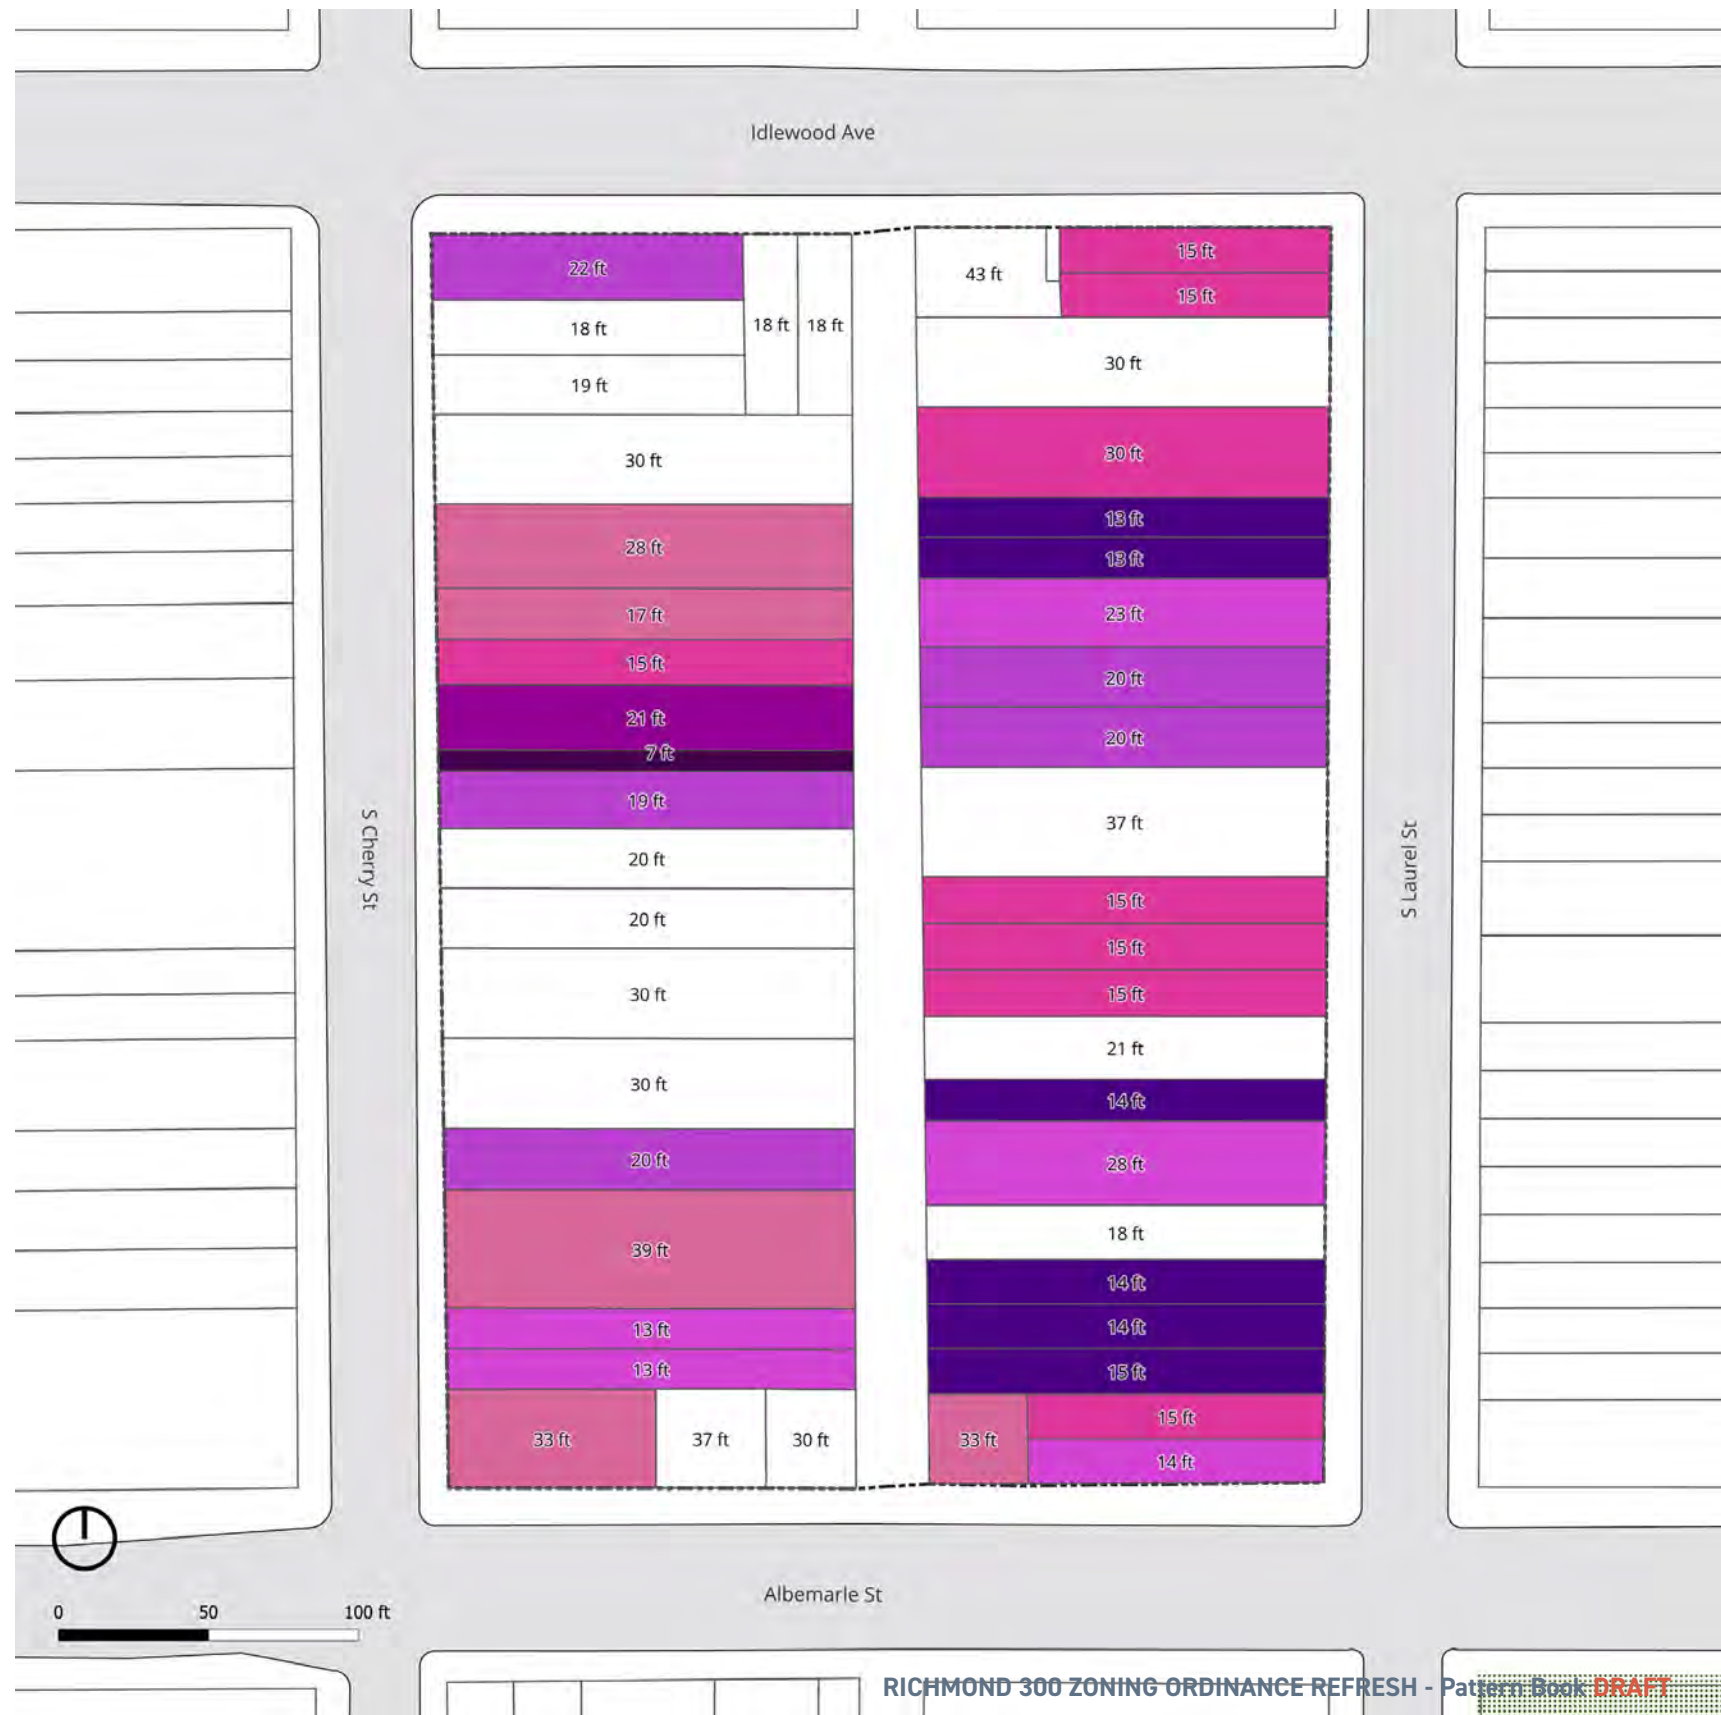 Idlewood Ave
22 ft
18 ft
19 ft
18 ft
18 ft
30 ft
28 ft
17 ft
15 ft
21 ft
7 ft
19 ft
20 ft
20 ft
30 ft
30 ft
20 ft
39 ft
13 ft
13 ft
33 ft
37 ft
30 ft
43 ft
15 ft
15 ft
30 ft
30 ft
13 ft
13 ft
23 ft
20 ft
20 ft
37 ft
15 ft
15 ft
15 ft
21 ft
14 ft
28 ft
18 ft
14 ft
14 ft
15 ft
33 ft
15 ft
14 ft
S Cherry St
S Laurel St
Albemarle St
0 50 100 ft
RICHMOND 300 ZONING ORDINANCE REFRESH - Pattern Book DRAFT